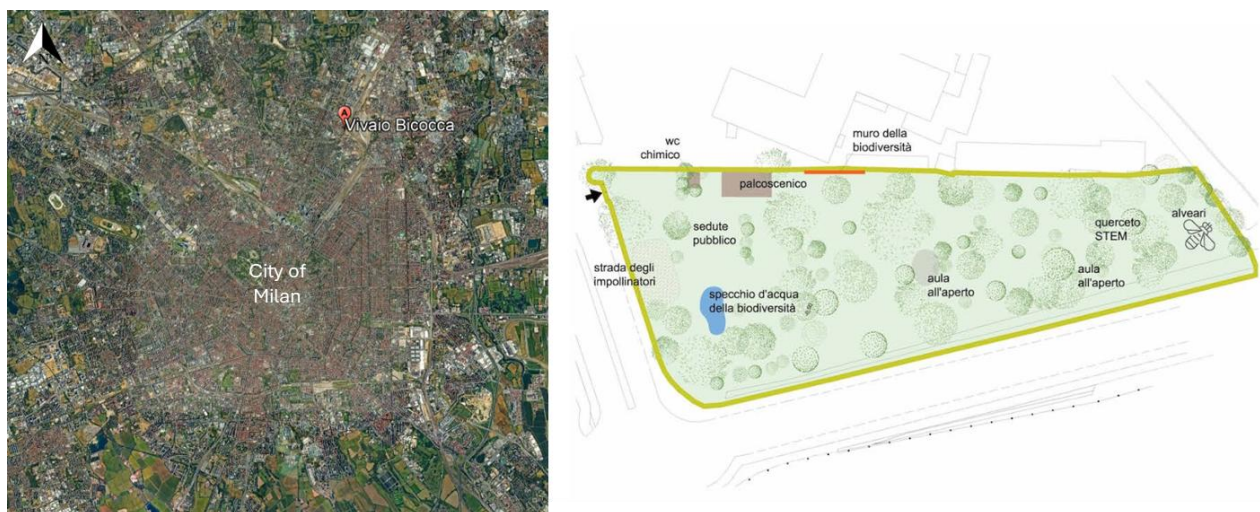 N
A
Vivaio Bicocca
City of
Milan
wc
chimico
muro della
biodiversità
palcoscenico
sedute
pubblico
querceto
STEM
alveari
strada degli
impollinatori
aula
all'aperto
aula
all'aperto
specchio d'acqua
della biodiversità